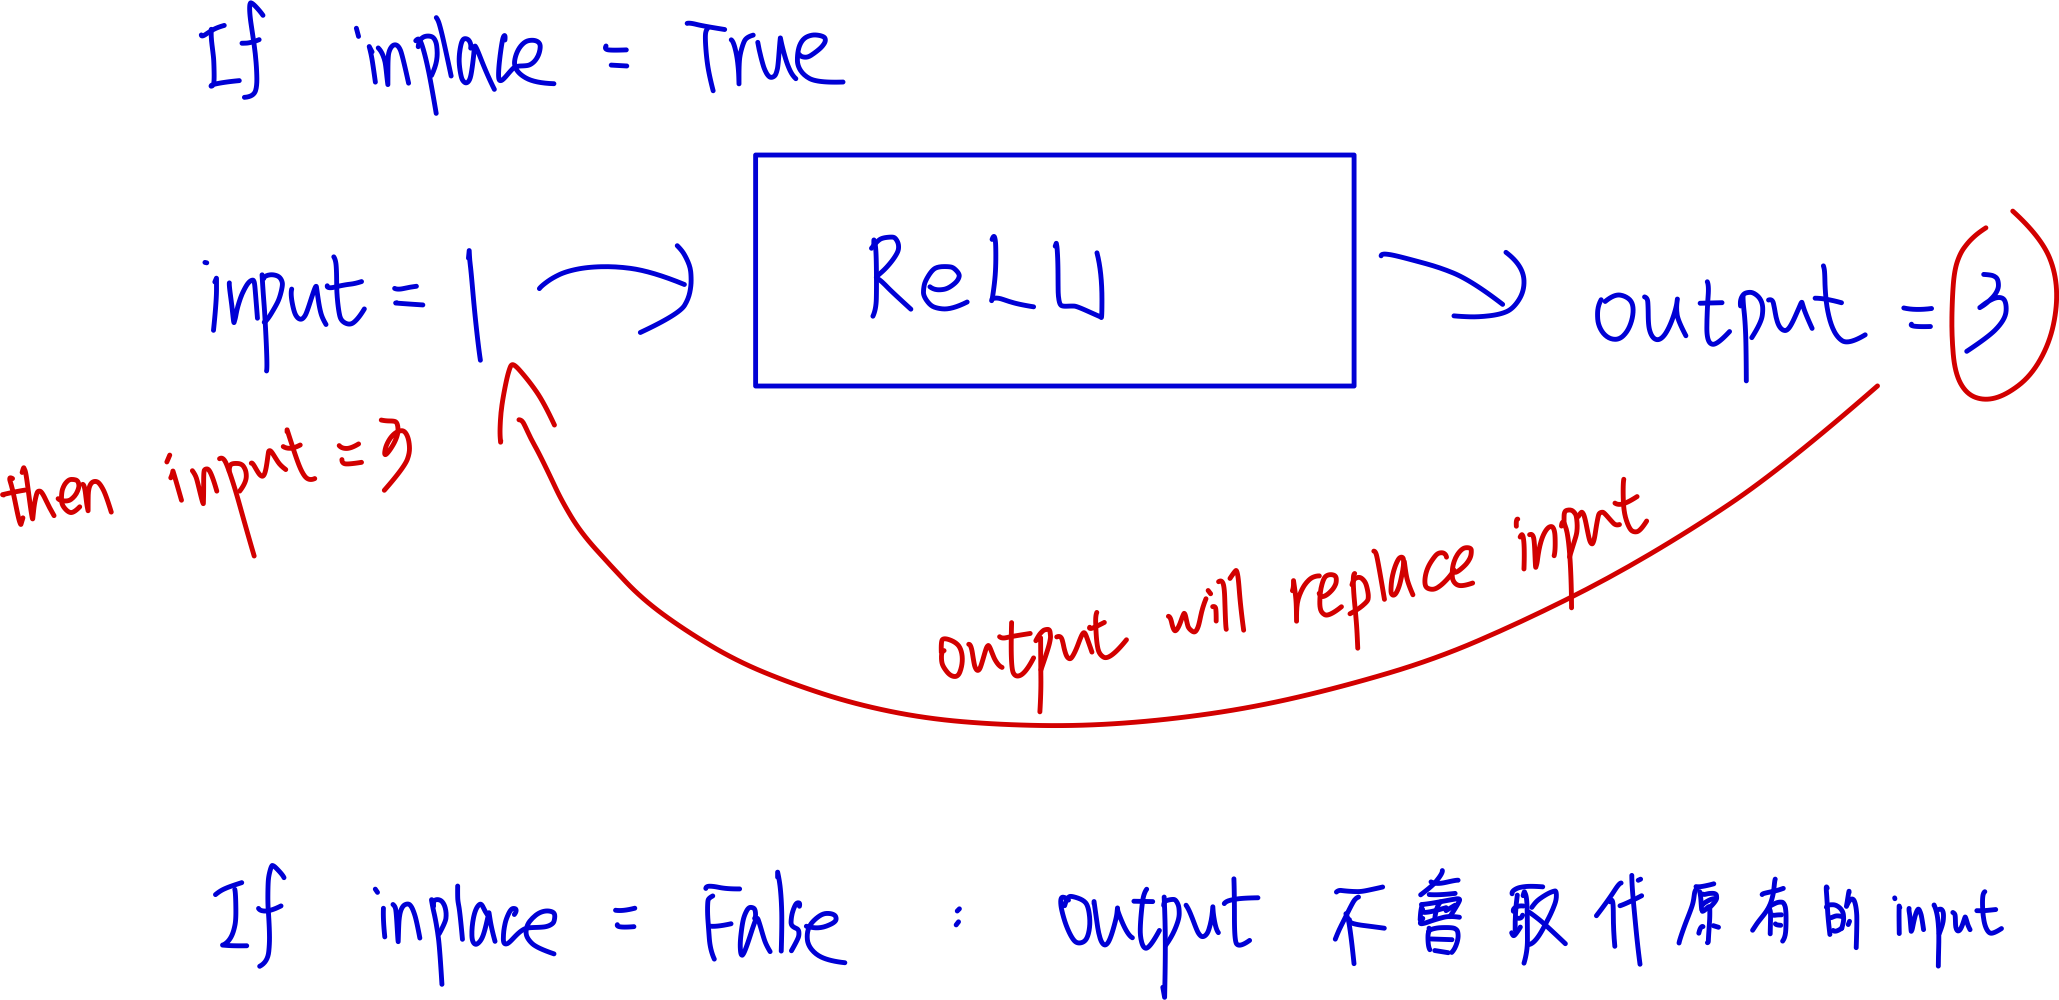 If inplace = True
input = 1
ReLU
output = 3
then input = 3
output will replace input
If inplace = False : output 不會取代原有的 input